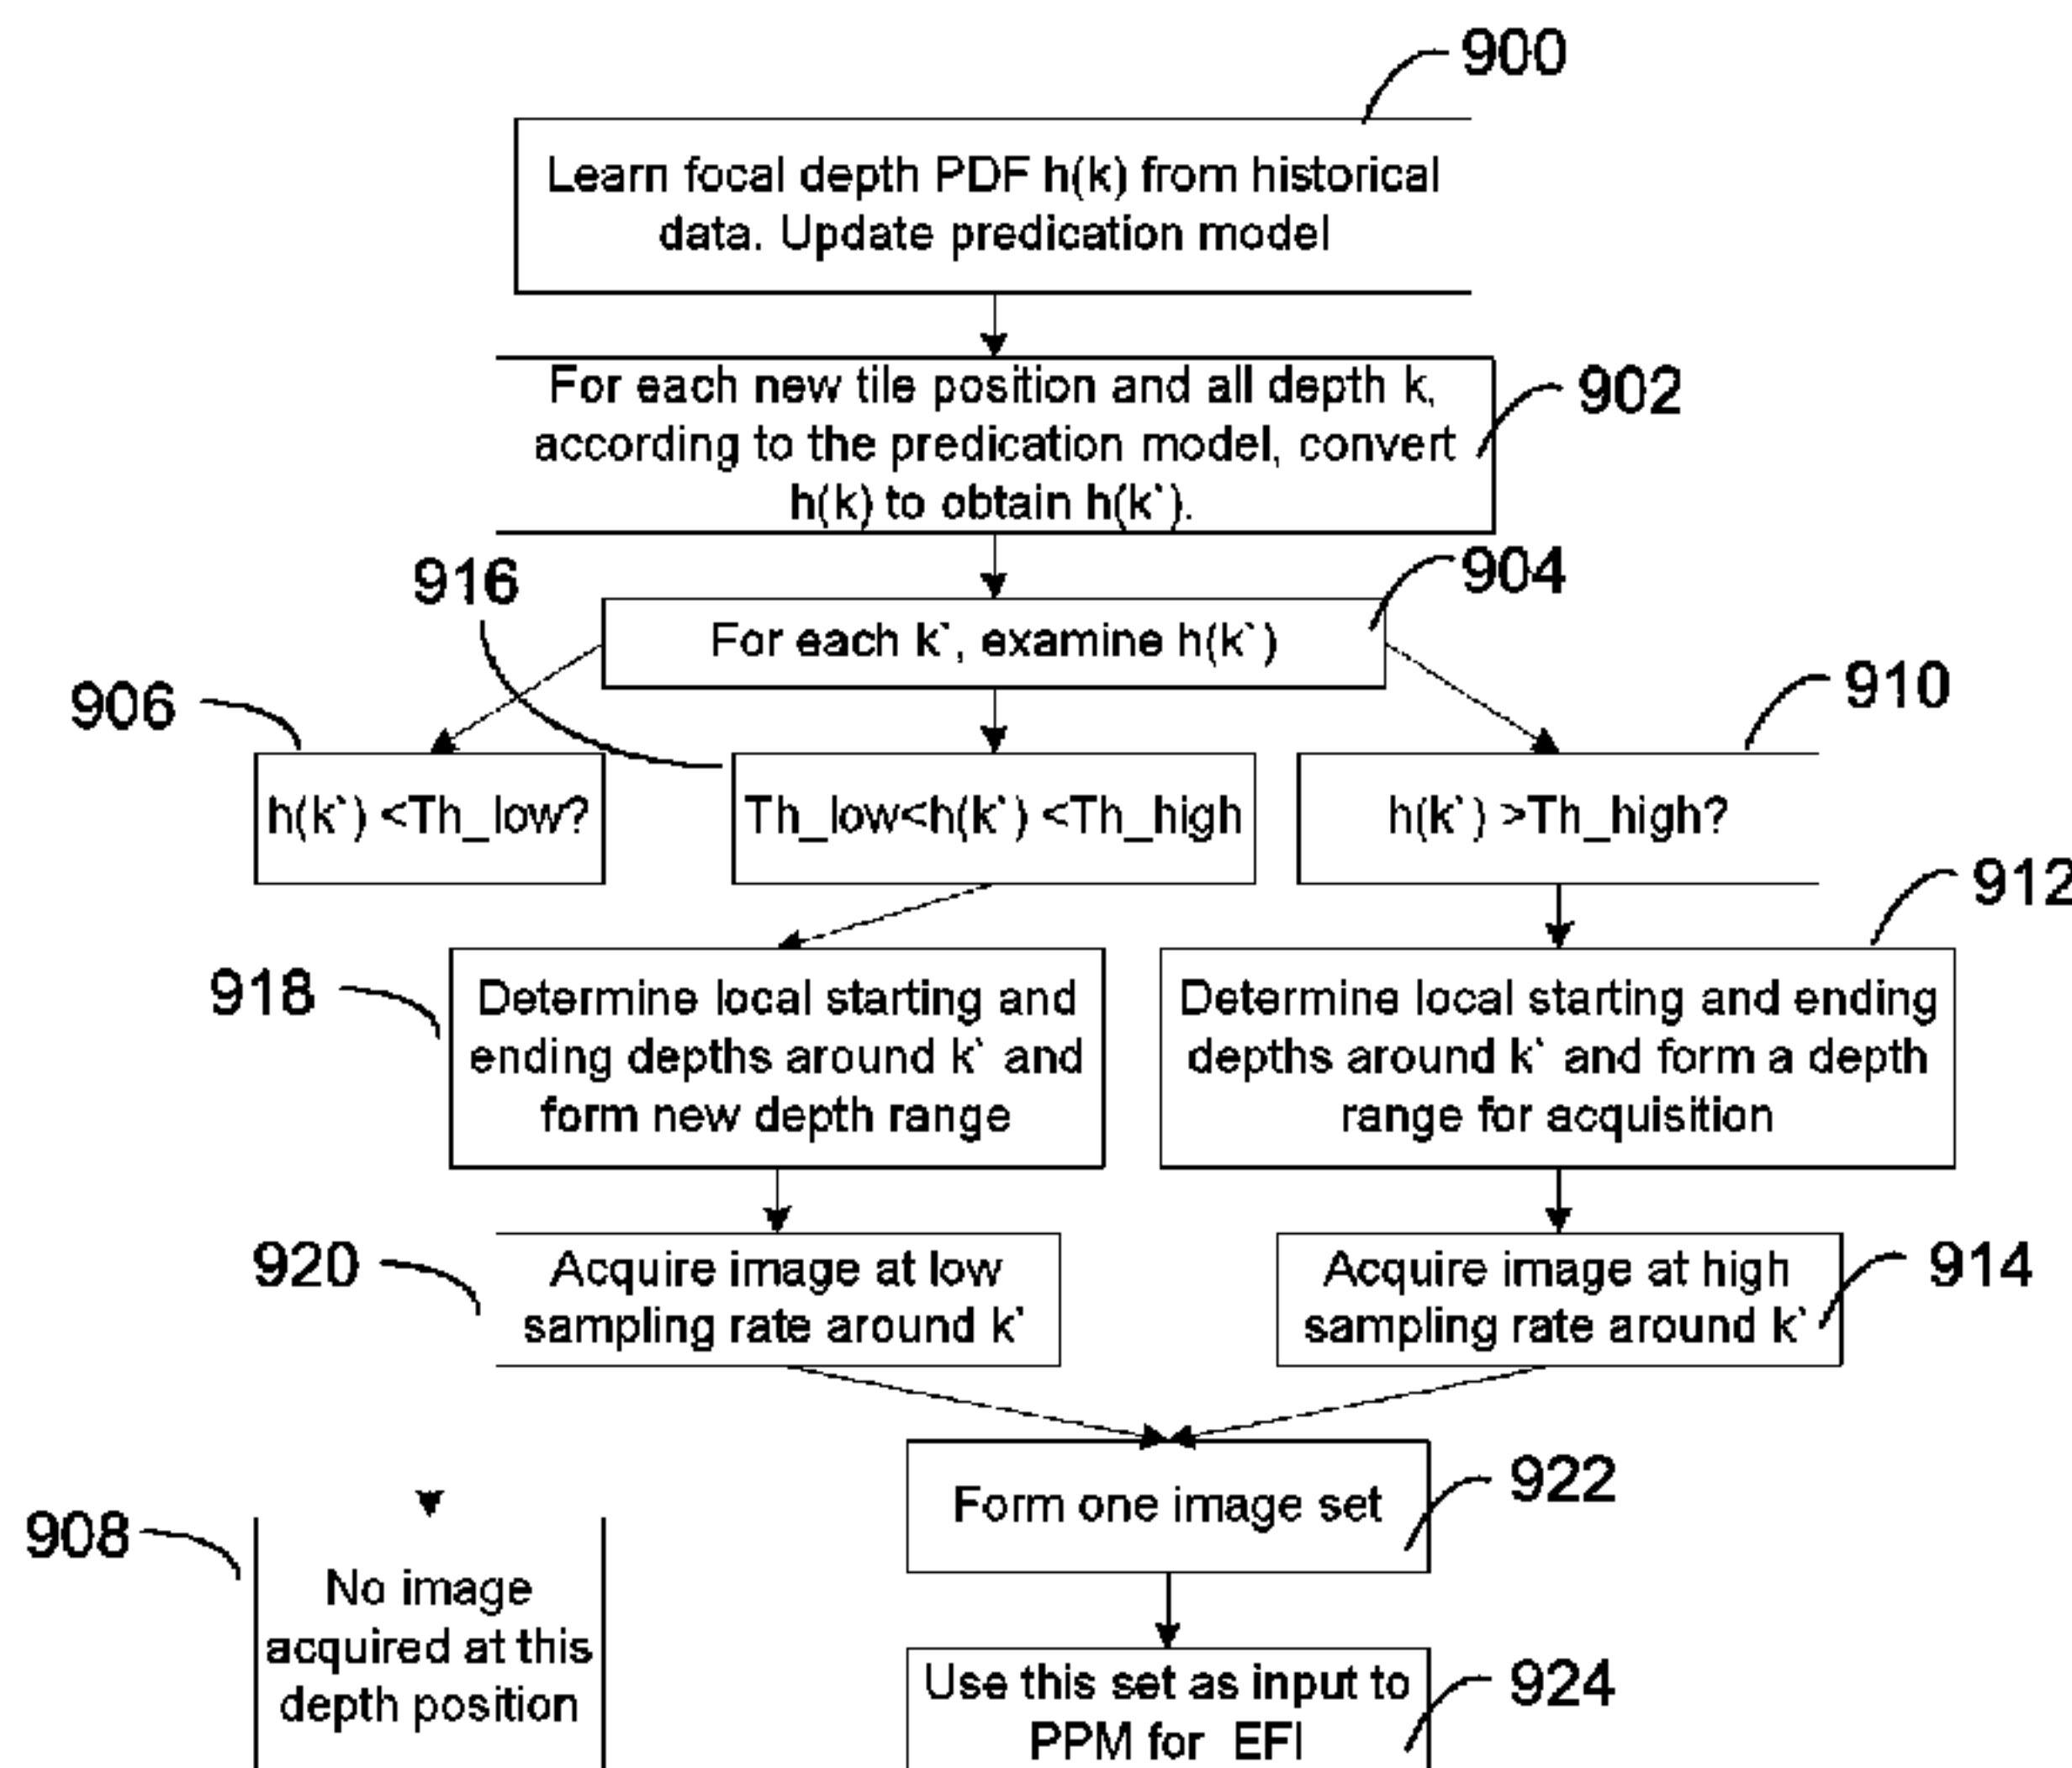 900
Learn focal depth PDF h(k) from historical
data. Update predication model
902
For each new tile position and all depth k,
according to the predication model, convert
h(k) to obtain h(k`).
904
For each k`, examine h(k`)
916
906
h(k`) <Th_low?
Th_low<h(k`) <Th_high
910
h(k`) >Th_high?
912
918
Determine local starting and
ending depths around k` and
form new depth range
Determine local starting and ending
depths around k` and form a depth
range for acquisition
920
Acquire image at low
sampling rate around k`
914
Acquire image at high
sampling rate around k`
922
Form one image set
908
No image
acquired at this
depth position
924
Use this set as input to
PPM for EFI